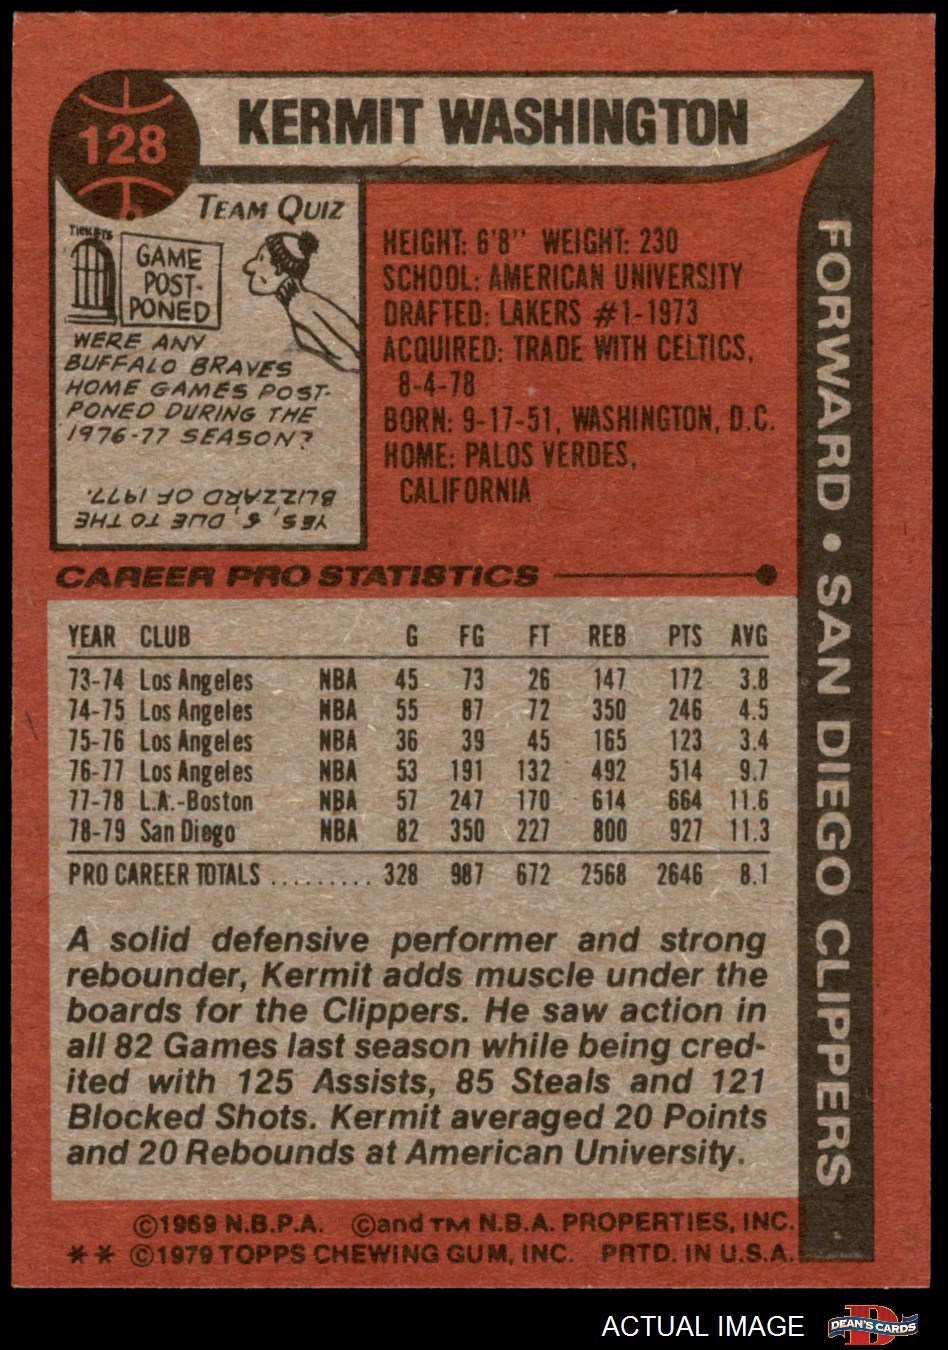 128
KERMIT WASHINGTON
TEAM QUIZ
TICKETS
GAME
POST-
PONED
WERE ANY
BUFFALO BRAVES
HOME GAMES POST-
PONED DURING THE
1976-77 SEASON?
YES, 5, DUE TO THE
BLIZZARD OF 1977.
HEIGHT: 6'8" WEIGHT: 230
SCHOOL: AMERICAN UNIVERSITY
DRAFTED: LAKERS #1-1973
ACQUIRED: TRADE WITH CELTICS,
8-4-78
BORN: 9-17-51, WASHINGTON, D.C.
HOME: PALOS VERDES,
CALIFORNIA
FORWARD • SAN DIEGO CLIPPERS
CAREER PRO STATISTICS
YEAR CLUB G FG FT REB PTS AVG
73-74 Los Angeles NBA 45 73 26 147 172 3.8
74-75 Los Angeles NBA 55 87 72 350 246 4.5
75-76 Los Angeles NBA 36 39 45 165 123 3.4
76-77 Los Angeles NBA 53 191 132 492 514 9.7
77-78 L.A.-Boston NBA 57 247 170 614 664 11.6
78-79 San Diego NBA 82 350 227 800 927 11.3
PRO CAREER TOTALS .......... 328 987 672 2568 2646 8.1
A solid defensive performer and strong
rebounder, Kermit adds muscle under the
boards for the Clippers. He saw action in
all 82 Games last season while being cred-
ited with 125 Assists, 85 Steals and 121
Blocked Shots. Kermit averaged 20 Points
and 20 Rebounds at American University.
©1969 N.B.P.A. ©and TM N.B.A. PROPERTIES, INC.
** ©1979 TOPPS CHEWING GUM, INC. PRTD. IN U.S.A.
ACTUAL IMAGE
D
DEAN'S CARDS